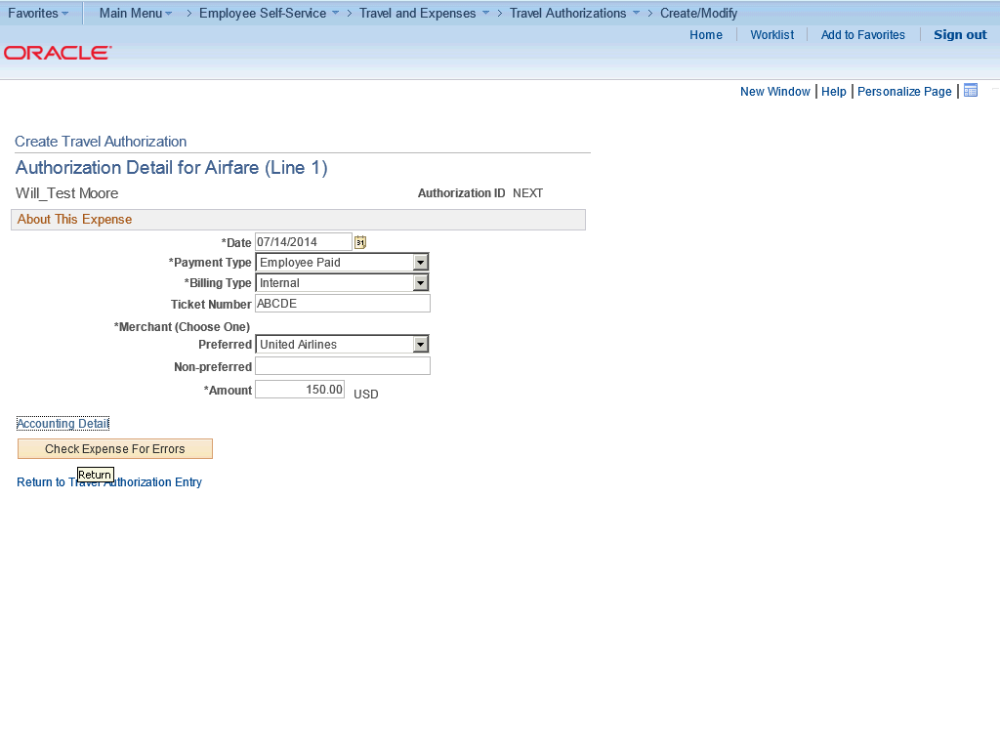 Favorites Main Menu > Employee Self-Service > Travel and Expenses > Travel Authorizations > Create/Modify
Home Worklist Add to Favorites Sign out
ORACLE
New Window | Help | Personalize Page |
Create Travel Authorization
Authorization Detail for Airfare (Line 1)
Will_Test Moore Authorization ID NEXT
About This Expense
*Date 07/14/2014 31
*Payment Type Employee Paid
*Billing Type Internal
Ticket Number ABCDE
*Merchant (Choose One)
Preferred United Airlines
Non-preferred
*Amount 150.00 USD
Accounting Detail
Check Expense For Errors
Return
Return to Travel Authorization Entry